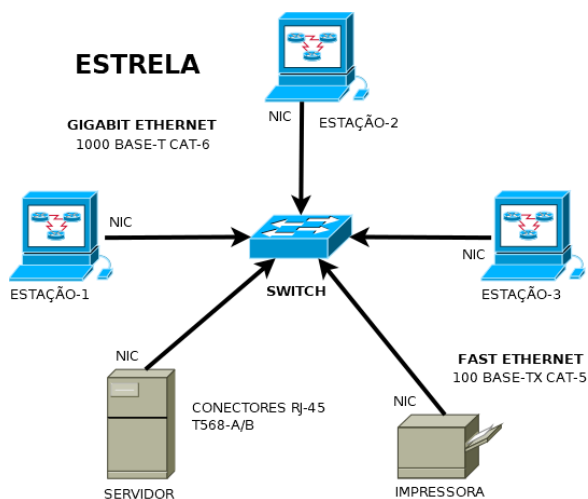 ESTRELA
NIC
ESTAÇÃO-2
GIGABIT ETHERNET
1000 BASE-T CAT-6
NIC
NIC
ESTAÇÃO-1
SWITCH
ESTAÇÃO-3
NIC
FAST ETHERNET
100 BASE-TX CAT-5
CONECTORES RJ-45
T568-A/B
NIC
SERVIDOR
IMPRESSORA